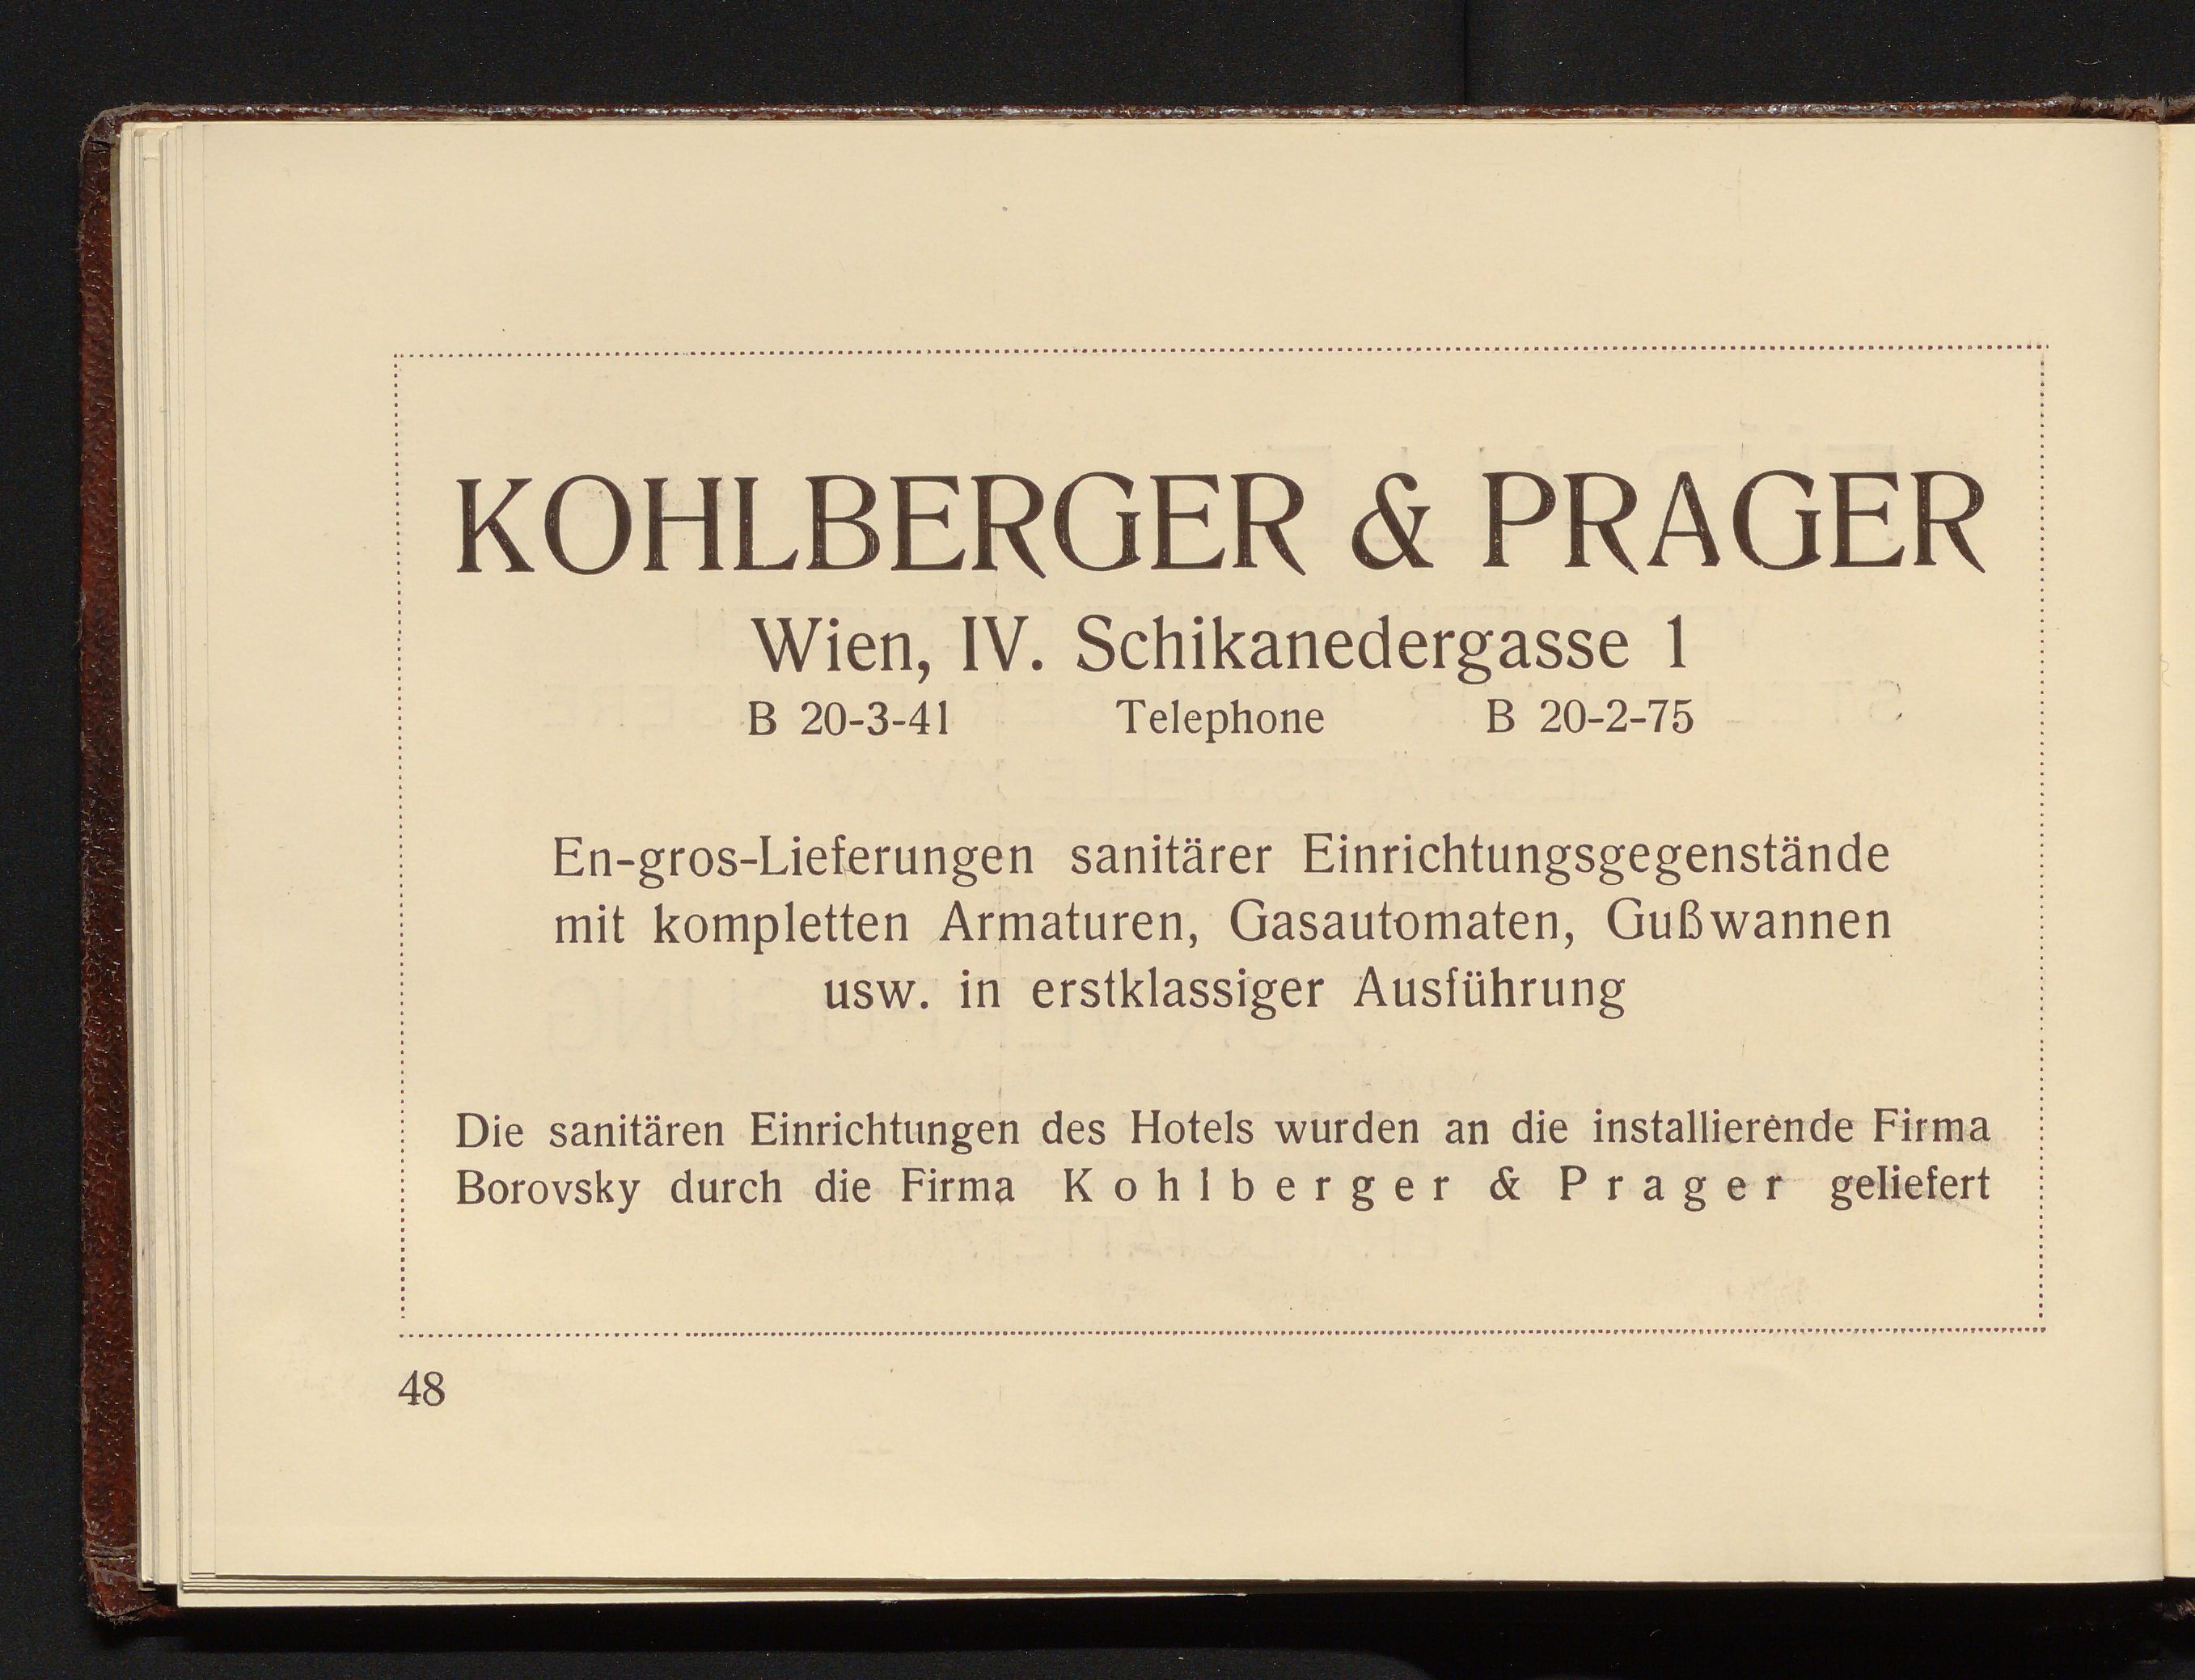 KOHLBERGER & PRAGER
Wien, IV. Schikanedergasse 1
B 20-3-41 Telephone B 20-2-75
En-gros-Lieferungen sanitärer Einrichtungsgegenstände
mit kompletten Armaturen, Gasautomaten, Gußwannen
usw. in erstklassiger Ausführung
Die sanitären Einrichtungen des Hotels wurden an die installierende Firma
Borovsky durch die Firma Kohlberger & Prager geliefert
48